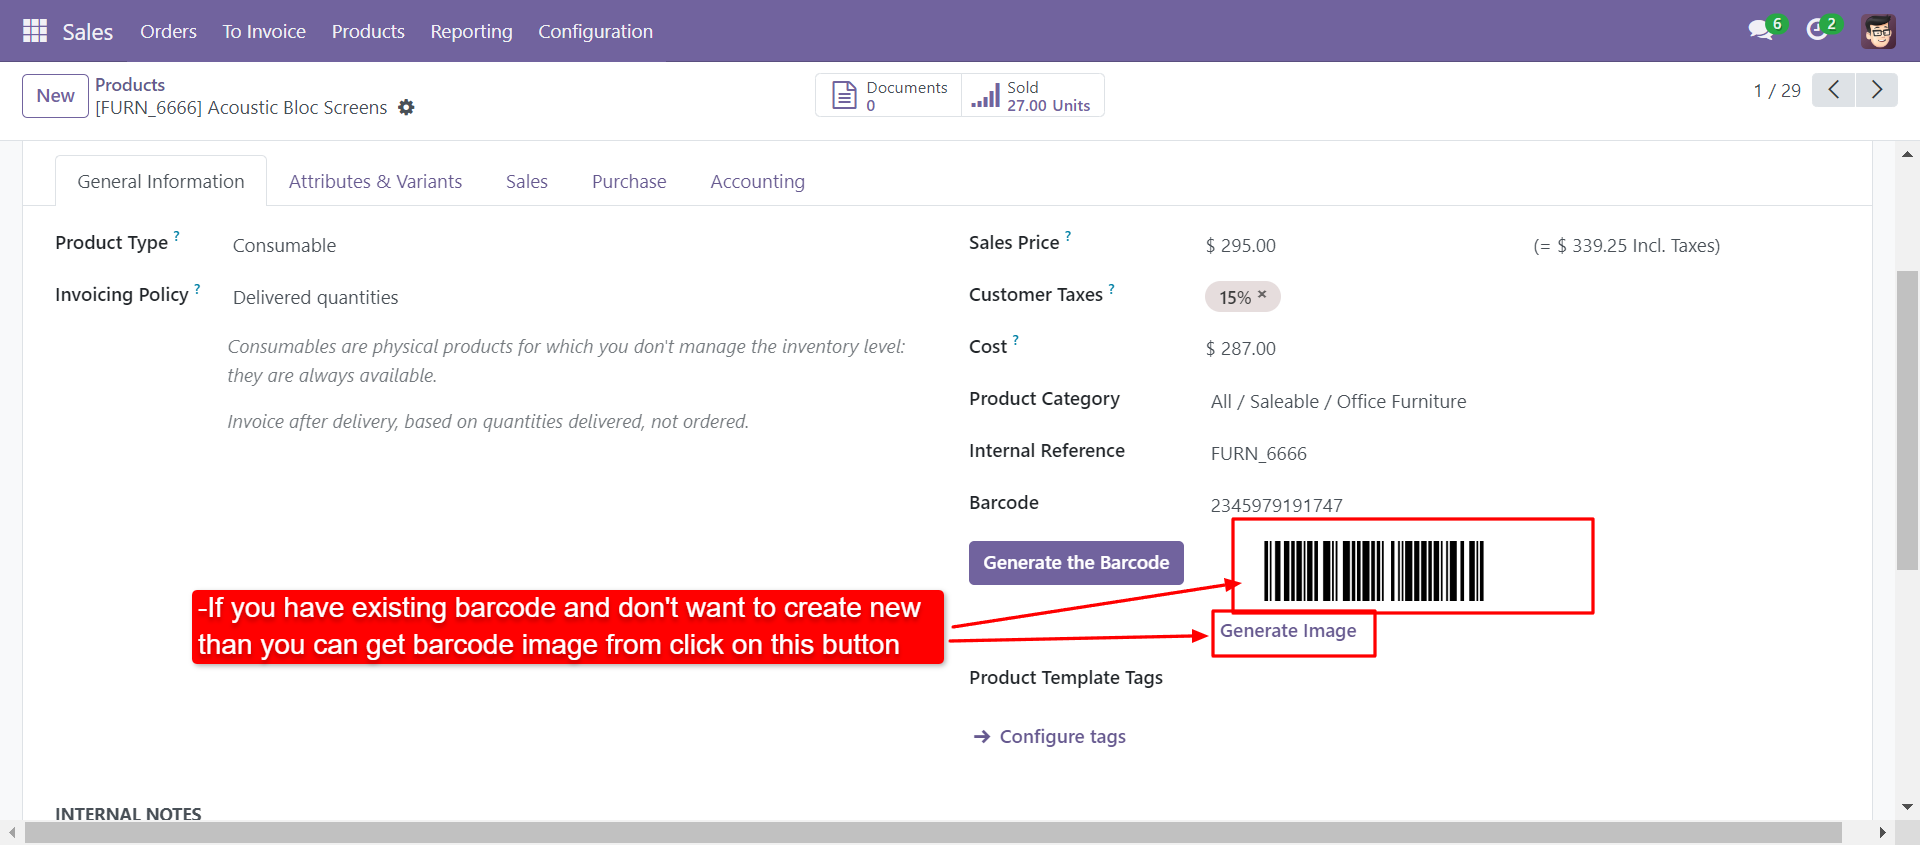 Sales Orders To Invoice Products Reporting Configuration 6 2
New
Products
[FURN_6666] Acoustic Bloc Screens
Documents
0
Sold
27.00 Units
1 / 29
General Information Attributes & Variants Sales Purchase Accounting
Product Type ? Consumable
Invoicing Policy ? Delivered quantities
Consumables are physical products for which you don't manage the inventory level:
they are always available.
Invoice after delivery, based on quantities delivered, not ordered.
Sales Price ? $ 295.00 (= $ 339.25 Incl. Taxes)
Customer Taxes ? 15% ×
Cost ? $ 287.00
Product Category All / Saleable / Office Furniture
Internal Reference FURN_6666
Barcode 2345979191747
Generate the Barcode
-If you have existing barcode and don't want to create new
than you can get barcode image from click on this button
Generate Image
Product Template Tags
→ Configure tags
INTERNAL NOTES